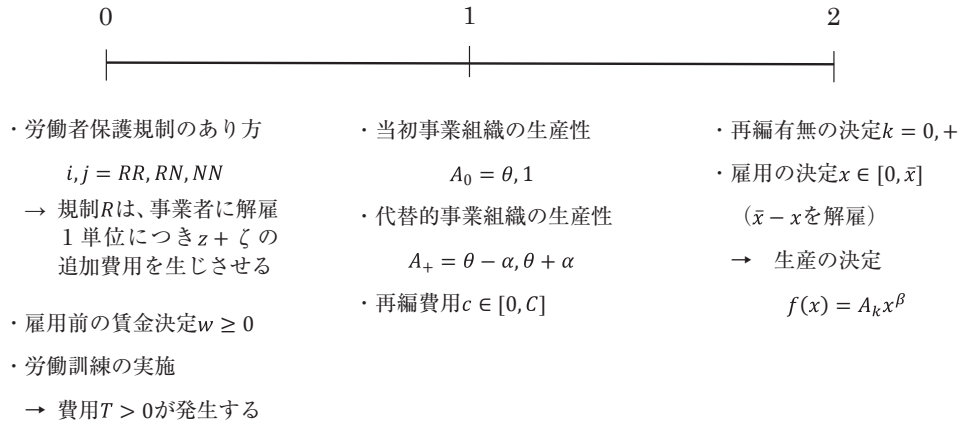 0
1
2
・労働者保護規制のあり方
i, j = RR, RN, NN
→ 規制Rは、事業者に解雇
1単位につきz + ζの
追加費用を生じさせる
・雇用前の賃金決定w ≥ 0
・労働訓練の実施
→ 費用T > 0が発生する
・当初事業組織の生産性
A₀ = θ, 1
・代替的事業組織の生産性
A₊ = θ − α, θ + α
・再編費用c ∈ [0, C]
・再編有無の決定k = 0, +
・雇用の決定x ∈ [0, x̄]
（x̄ − xを解雇）
→ 生産の決定
f(x) = Aₖx^β